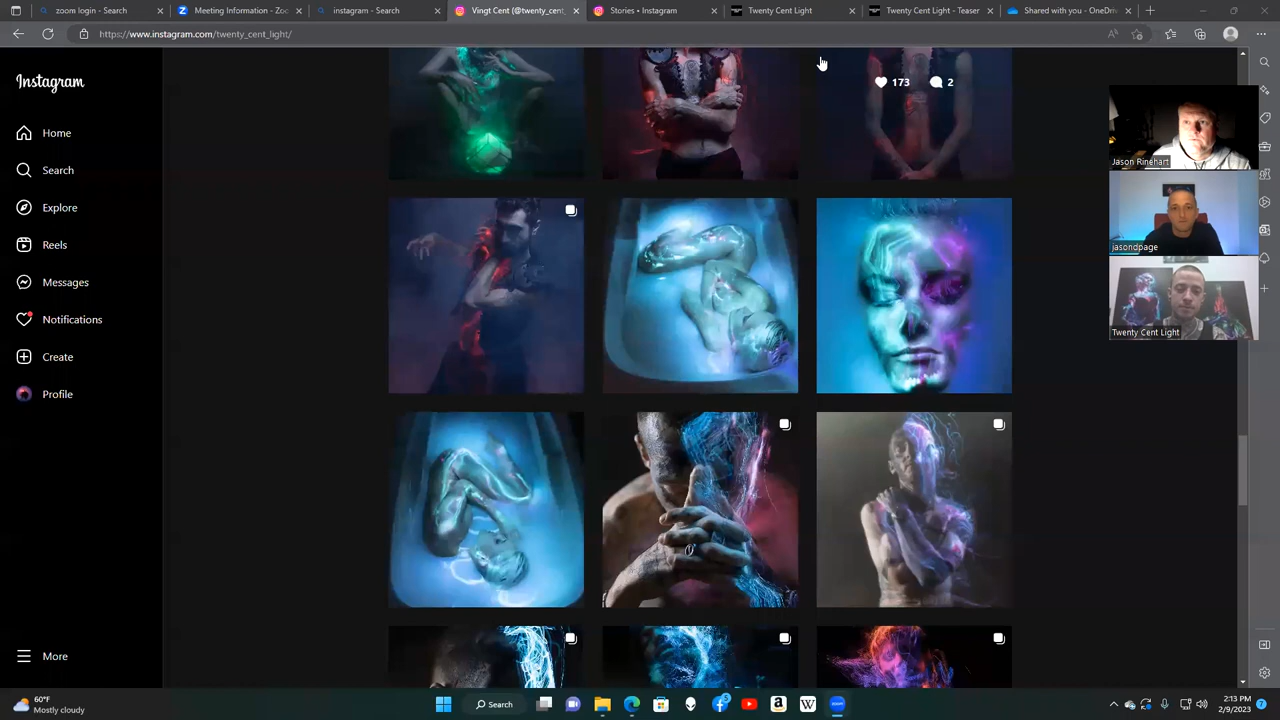 zoom login - Search
Meeting Information - Zoo
instagram - Search
Vingt Cent (@twenty_cent_
Stories • Instagram
Twenty Cent Light
Twenty Cent Light - Teaser
Shared with you - OneDriv
https://www.instagram.com/twenty_cent_light/
Instagram
Home
Search
Explore
Reels
Messages
Notifications
Create
Profile
More
173 2
Jason Rinehart
jasondpage
Twenty Cent Light
60°F
Mostly cloudy
Search
2:13 PM
2/9/2023